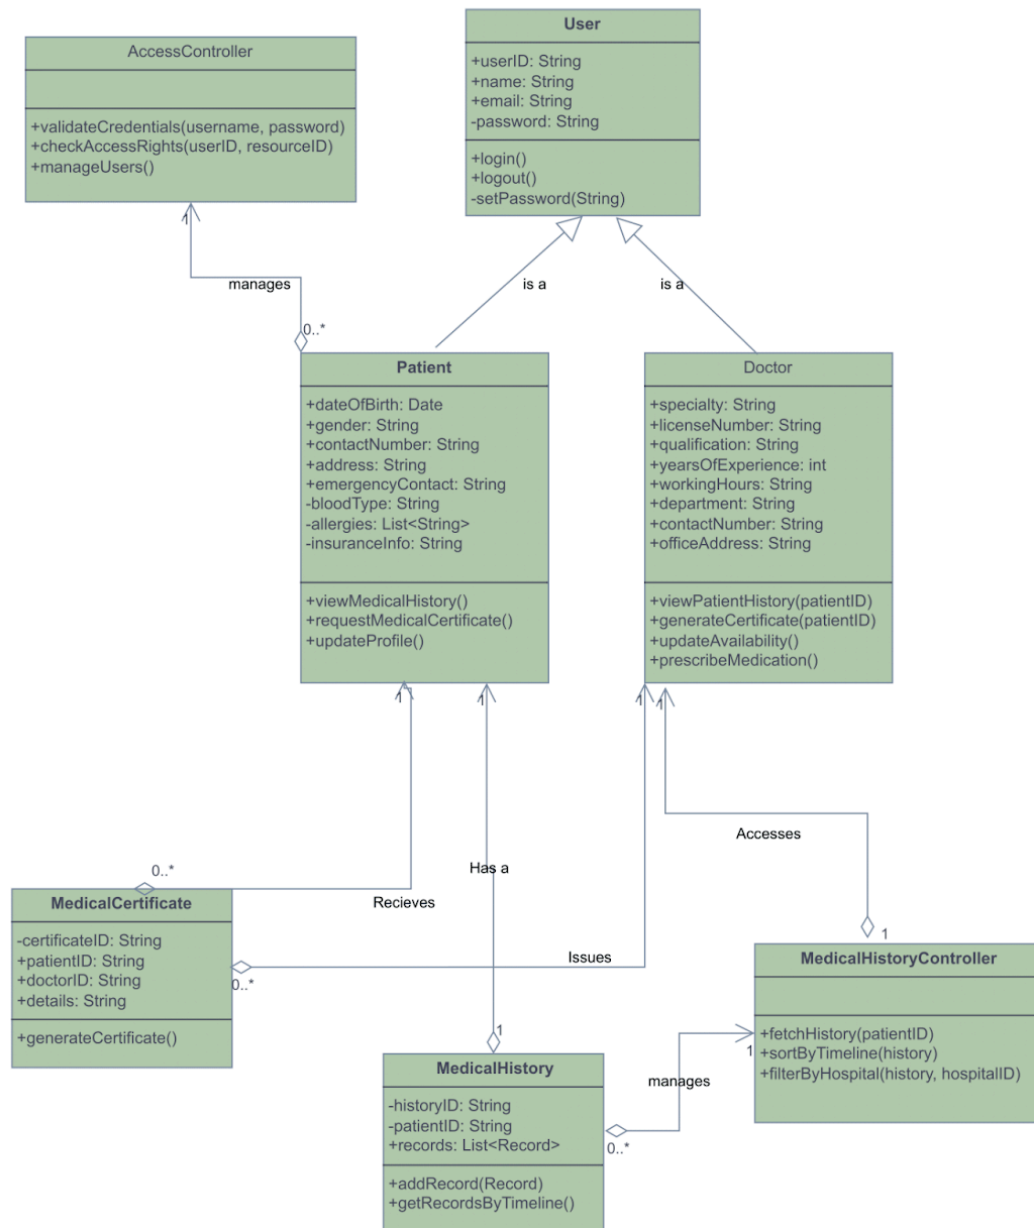 User
+userID: String
+name: String
+email: String
-password: String
+login()
+logout()
-setPassword(String)
AccessController
+validateCredentials(username, password)
+checkAccessRights(userID, resourceID)
+manageUsers()
1
manages
0..*
is a
is a
Patient
+dateOfBirth: Date
+gender: String
+contactNumber: String
+address: String
+emergencyContact: String
-bloodType: String
-allergies: List<String>
-insuranceInfo: String
+viewMedicalHistory()
+requestMedicalCertificate()
+updateProfile()
Doctor
+specialty: String
+licenseNumber: String
+qualification: String
+yearsOfExperience: int
+workingHours: String
+department: String
+contactNumber: String
+officeAddress: String
+viewPatientHistory(patientID)
+generateCertificate(patientID)
+updateAvailability()
+prescribeMedication()
1
1
1
1
Accesses
0..*
Has a
Recieves
MedicalCertificate
-certificateID: String
+patientID: String
+doctorID: String
+details: String
+generateCertificate()
0..*
Issues
1
MedicalHistoryController
+fetchHistory(patientID)
+sortByTimeline(history)
+filterByHospital(history, hospitalID)
1
1
manages
0..*
MedicalHistory
-historyID: String
-patientID: String
+records: List<Record>
+addRecord(Record)
+getRecordsByTimeline()